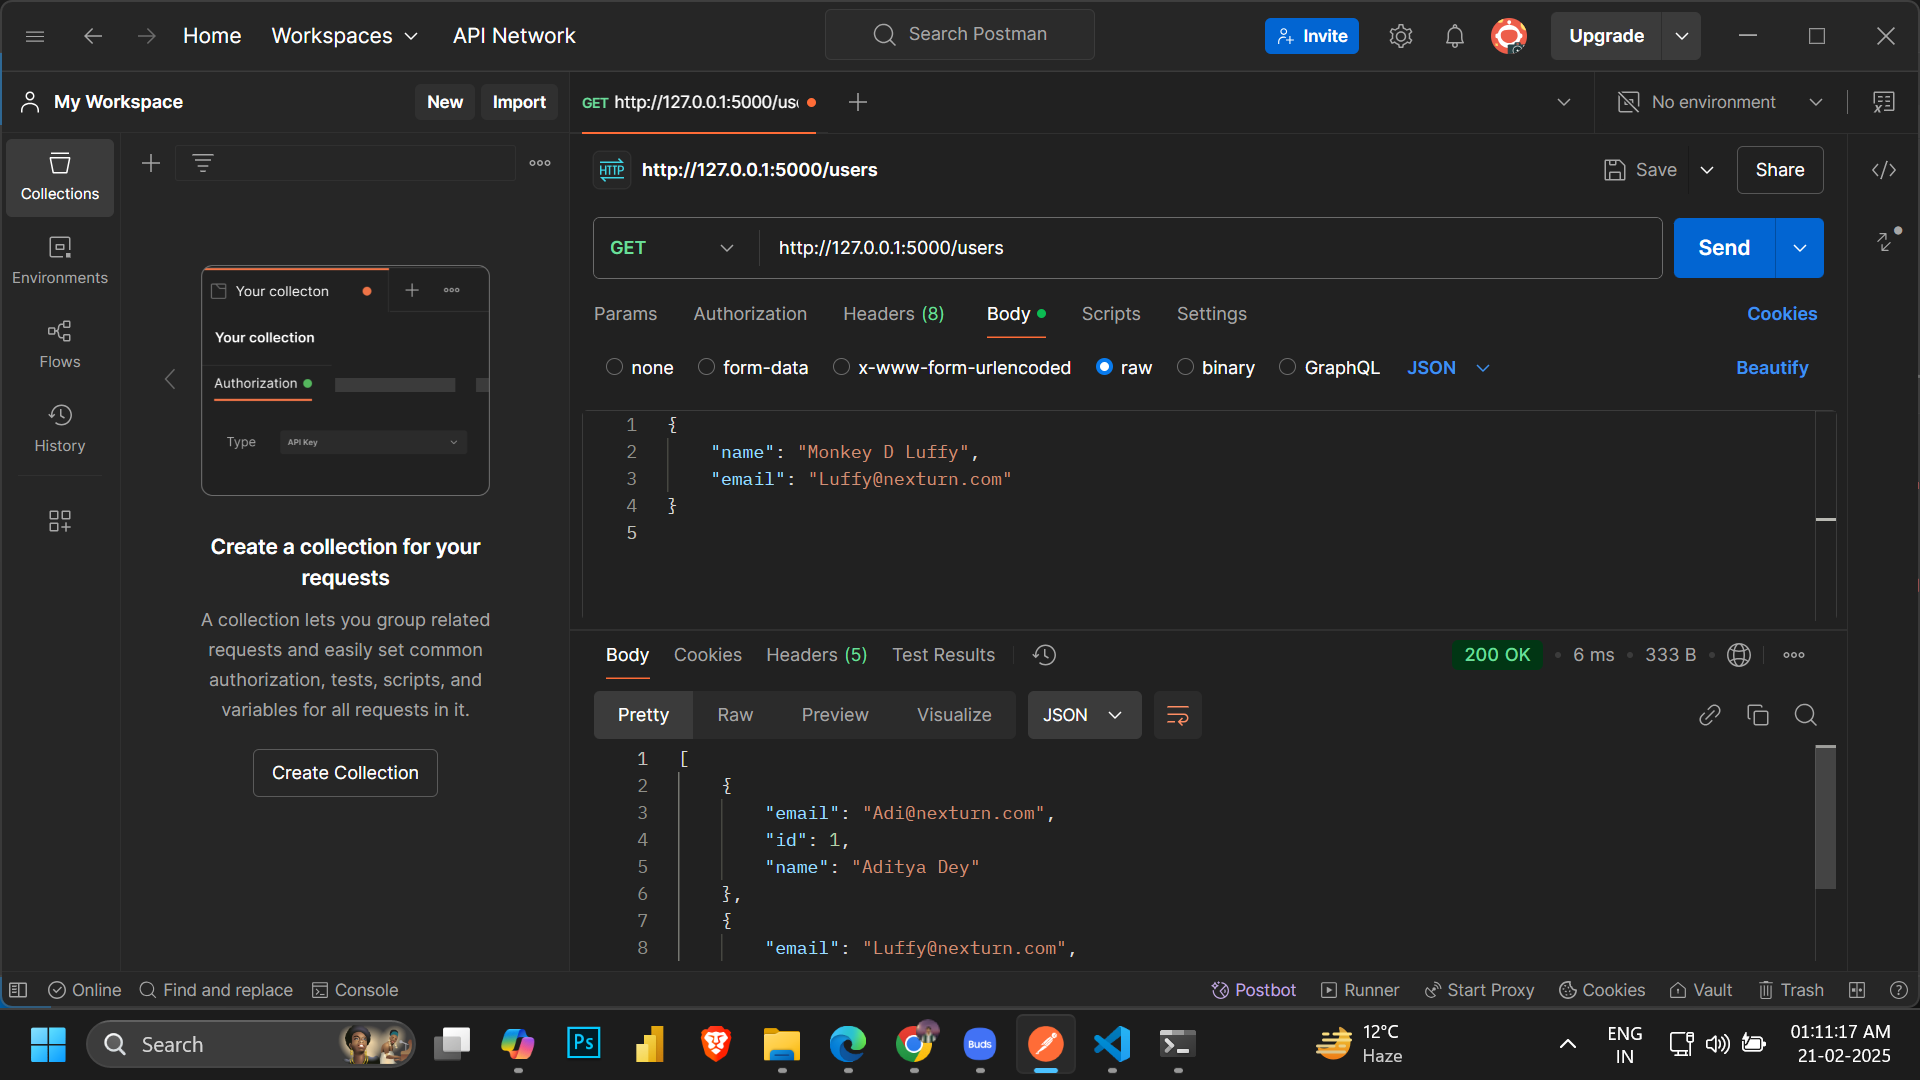 Home Workspaces API Network Search Postman Invite Upgrade
My Workspace New Import GET http://127.0.0.1:5000/us No environment
http://127.0.0.1:5000/users Save Share
GET http://127.0.0.1:5000/users Send
Params Authorization Headers (8) Body Scripts Settings Cookies
none form-data x-www-form-urlencoded raw binary GraphQL JSON Beautify
1 {
2 "name": "Monkey D Luffy",
3 "email": "Luffy@nexturn.com"
4 }
5
Collections
Environments
Flows
History
Your collecton
Your collection
Authorization
Type API Key
Create a collection for your
requests
A collection lets you group related
requests and easily set common
authorization, tests, scripts, and
variables for all requests in it.
Create Collection
Body Cookies Headers (5) Test Results 200 OK • 6 ms • 333 B •
Pretty Raw Preview Visualize JSON
1 [
2 {
3 "email": "Adi@nexturn.com",
4 "id": 1,
5 "name": "Aditya Dey"
6 },
7 {
8 "email": "Luffy@nexturn.com",
Online Find and replace Console Postbot Runner Start Proxy Cookies Vault Trash
Search Ps Buds 12°C
Haze
ENG
IN
01:11:17 AM
21-02-2025
HTTP